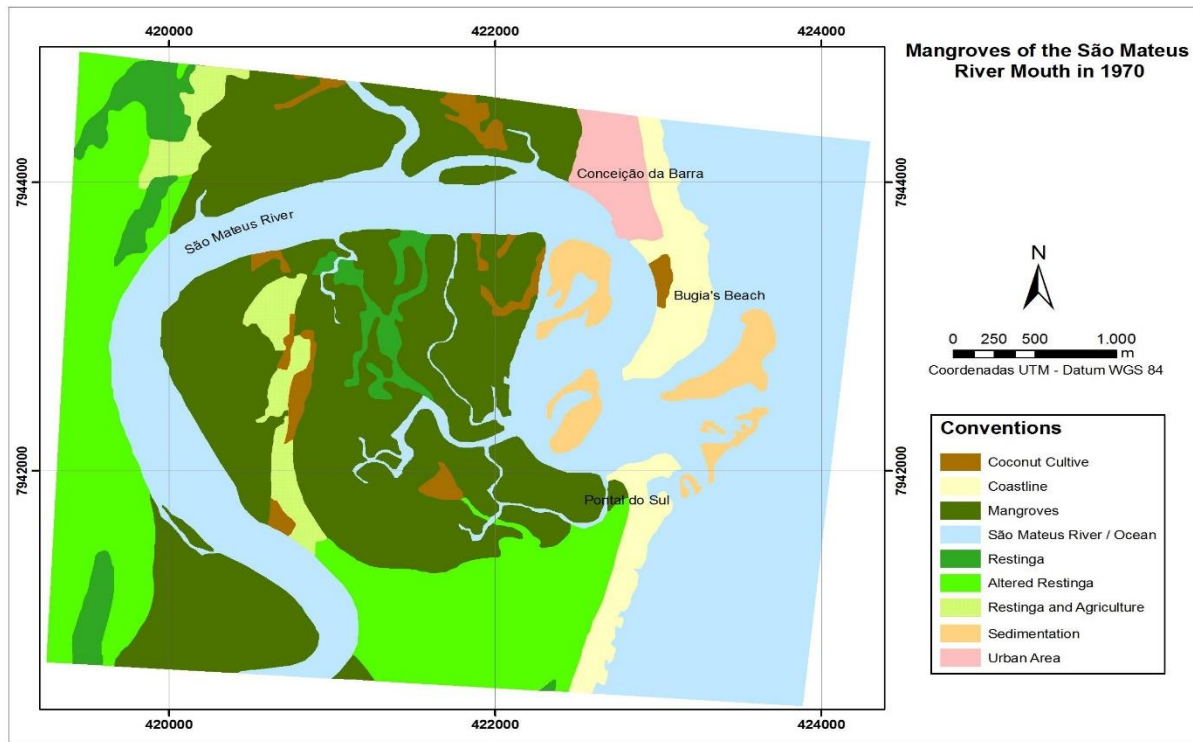 420000
422000
424000
Mangroves of the São Mateus
River Mouth in 1970
7944000
7944000
Conceição da Barra
São Mateus River
Bugia's Beach
N
0 250 500 1.000
m
Coordenadas UTM - Datum WGS 84
Conventions
Coconut Cultive
Coastline
Mangroves
São Mateus River / Ocean
Restinga
Altered Restinga
Restinga and Agriculture
Sedimentation
Urban Area
7942000
7942000
Pontal do Sul
420000
422000
424000